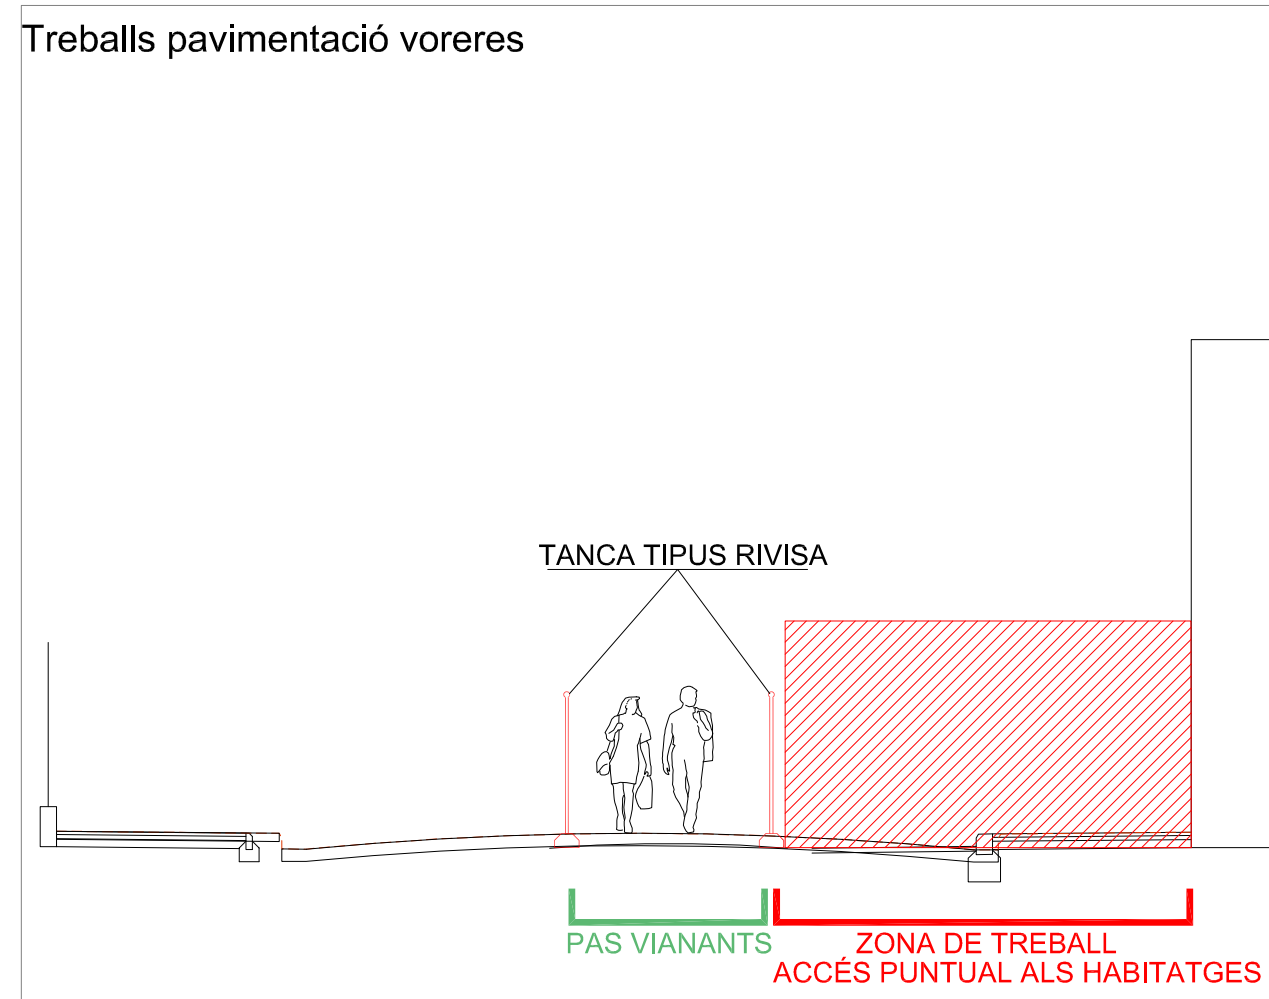 Treballs pavimentació voreres
TANCA TIPUS RIVISA
PAS VIANANTS
ZONA DE TREBALL
ACCÉS PUNTUAL ALS HABITATGES